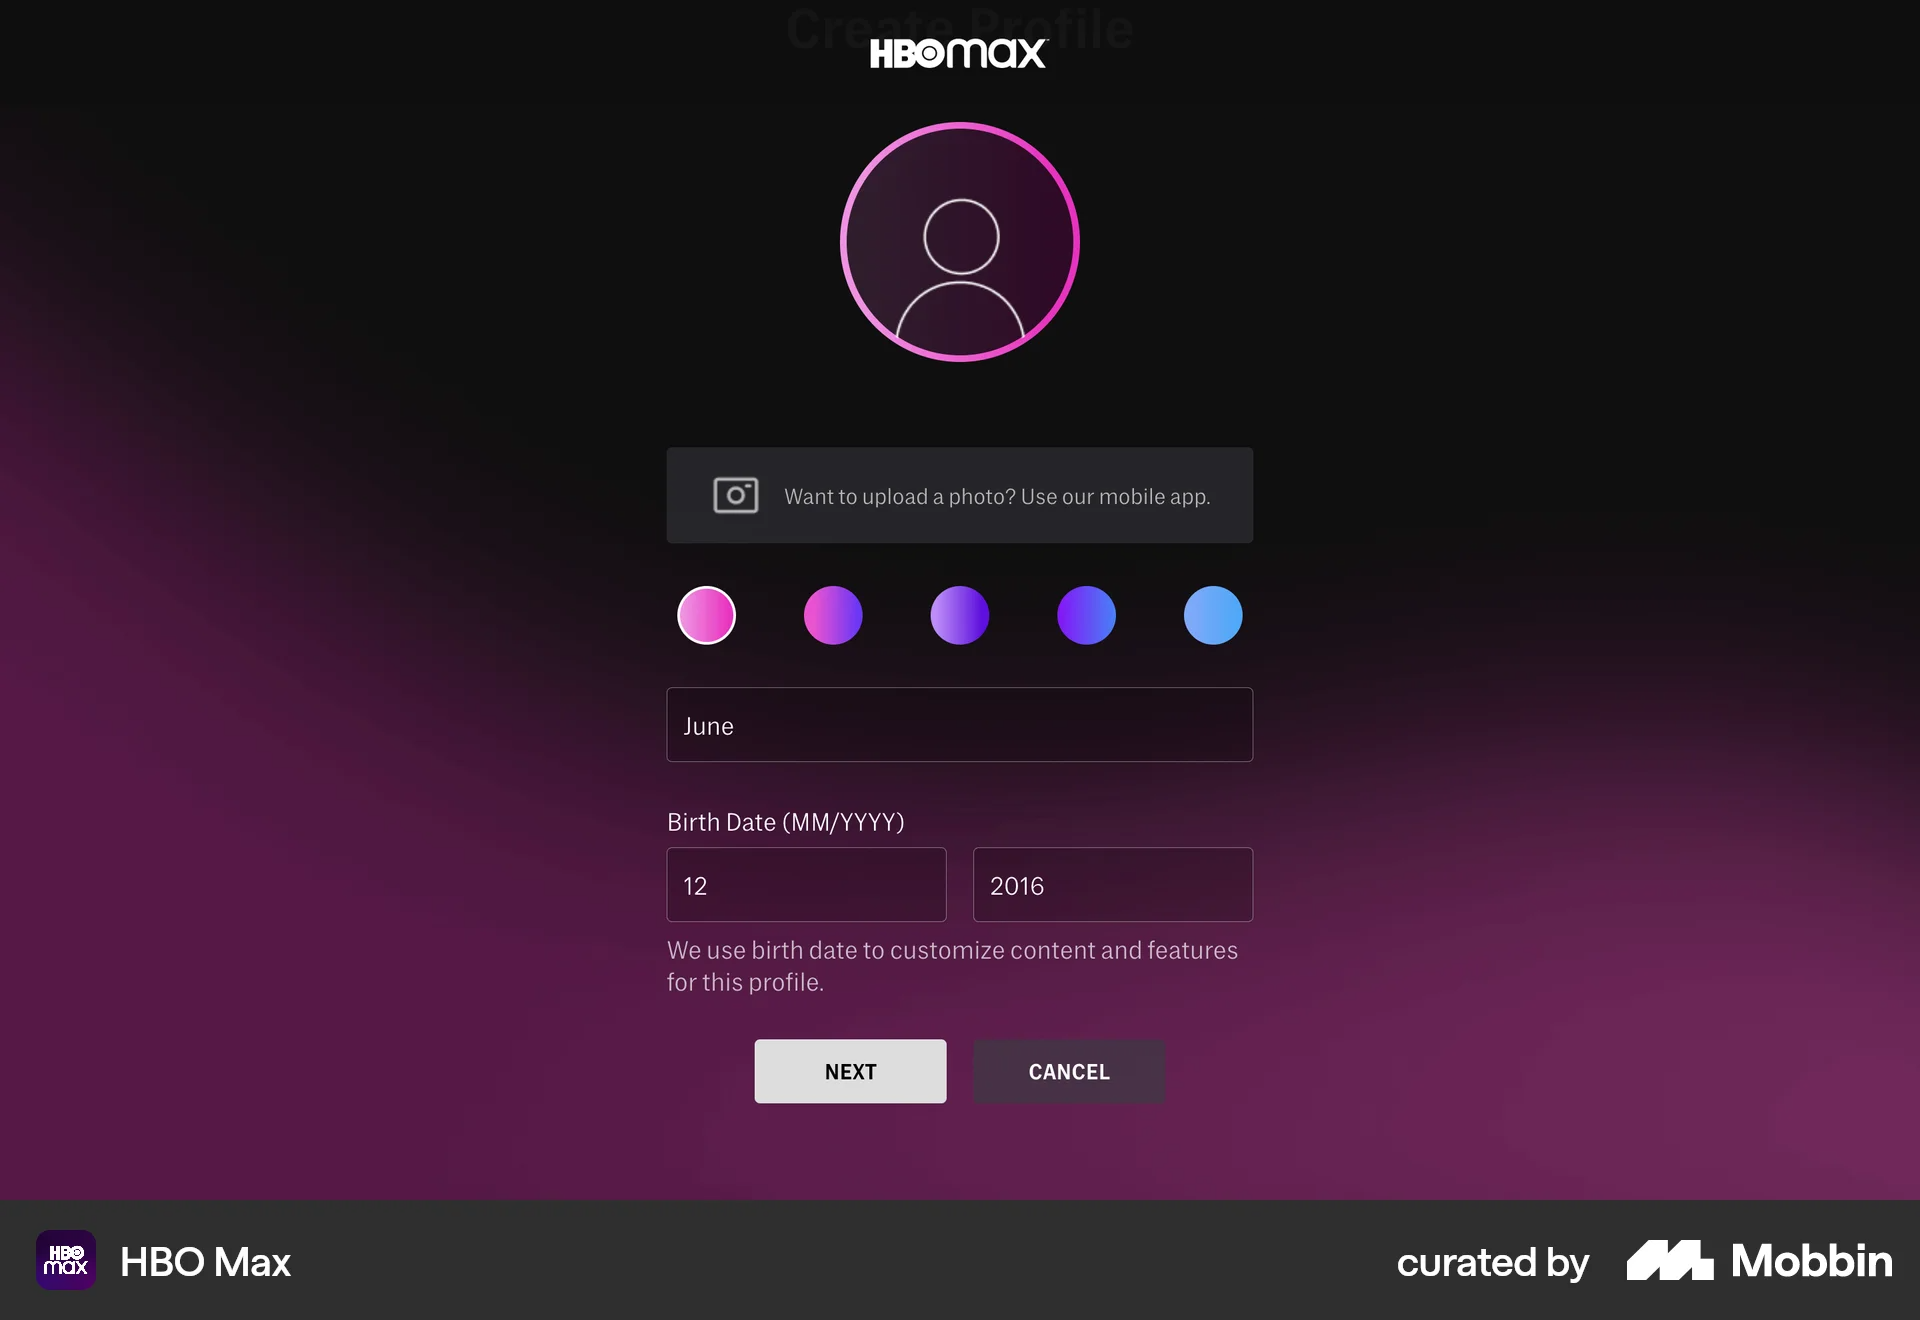 Create Profile
HBOMAX
Want to upload a photo? Use our mobile app.
June
Birth Date (MM/YYYY)
12
2016
We use birth date to customize content and features
for this profile.
NEXT
CANCEL
HBO
max
HBO Max
curated by
Mobbin